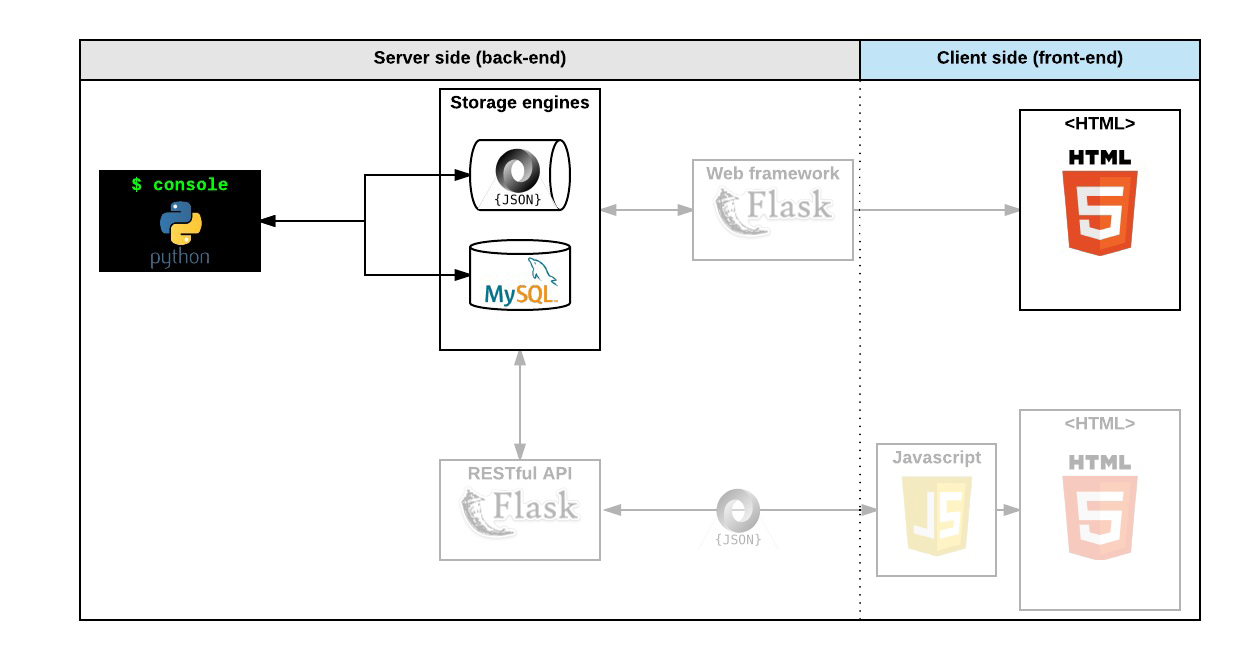 Server side (back-end)
Client side (front-end)
Storage engines
{JSON}
MySQL™
$ console
python
Web framework
Flask
<HTML>
HTML
5
RESTful API
Flask
{JSON}
Javascript
JS
<HTML>
HTML
5